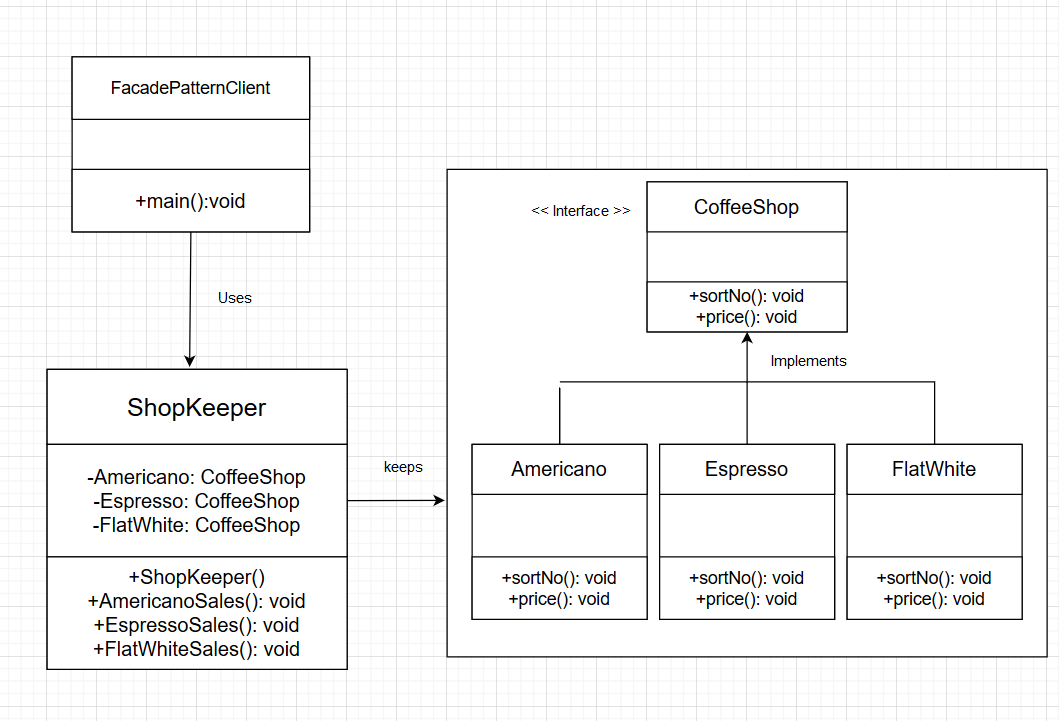 FacadePatternClient
+main():void
Uses
ShopKeeper
-Americano: CoffeeShop
-Espresso: CoffeeShop
-FlatWhite: CoffeeShop
+ShopKeeper()
+AmericanoSales(): void
+EspressoSales(): void
+FlatWhiteSales(): void
keeps
<< Interface >>
CoffeeShop
+sortNo(): void
+price(): void
Implements
Americano
+sortNo(): void
+price(): void
Espresso
+sortNo(): void
+price(): void
FlatWhite
+sortNo(): void
+price(): void